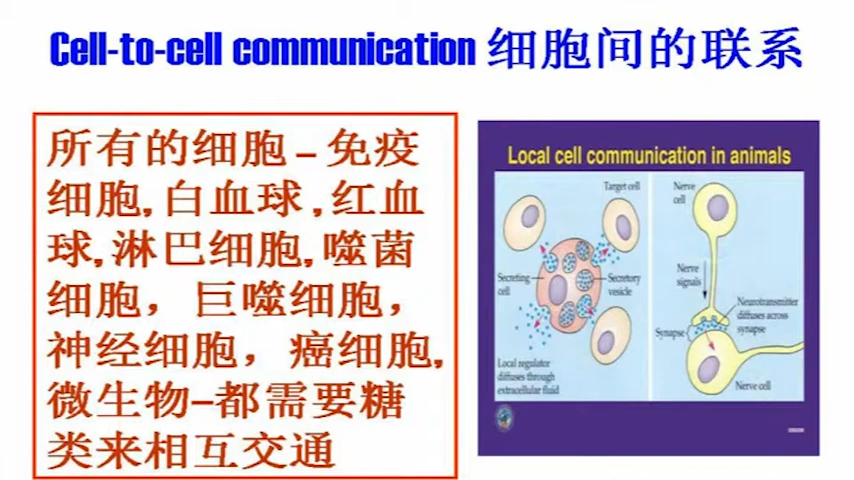 Cell-to-cell communication 细胞间的联系
所有的细胞 – 免疫
细胞, 白血球 , 红血
球, 淋巴细胞, 噬菌
细胞， 巨噬细胞，
神经细胞， 癌细胞,
微生物–都需要糖
类来相互交通
Local cell communication in animals
Target cell
Secreting
cell
Secretory
vesicle
Local regulator
diffuses through
extracellular fluid
Nerve
cell
Nerve
signals
Neurotransmitter
diffuses across
synapse
Synapse
Nerve cell